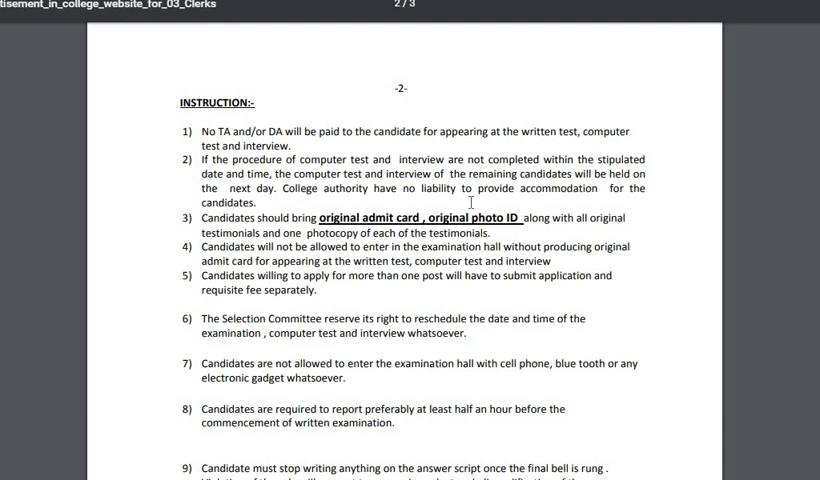 tisement_in_college_website_for_03_Clerks
2 / 3
-2-
INSTRUCTION:-
1) No TA and/or DA will be paid to the candidate for appearing at the written test, computer
test and interview.
2) If the procedure of computer test and interview are not completed within the stipulated
date and time, the computer test and interview of the remaining candidates will be held on
the next day. College authority have no liability to provide accommodation for the
candidates.
3) Candidates should bring original admit card , original photo ID along with all original
testimonials and one photocopy of each of the testimonials.
4) Candidates will not be allowed to enter in the examination hall without producing original
admit card for appearing at the written test, computer test and interview
5) Candidates willing to apply for more than one post will have to submit application and
requisite fee separately.
6) The Selection Committee reserve its right to reschedule the date and time of the
examination , computer test and interview whatsoever.
7) Candidates are not allowed to enter the examination hall with cell phone, blue tooth or any
electronic gadget whatsoever.
8) Candidates are required to report preferably at least half an hour before the
commencement of written examination.
9) Candidate must stop writing anything on the answer script once the final bell is rung .